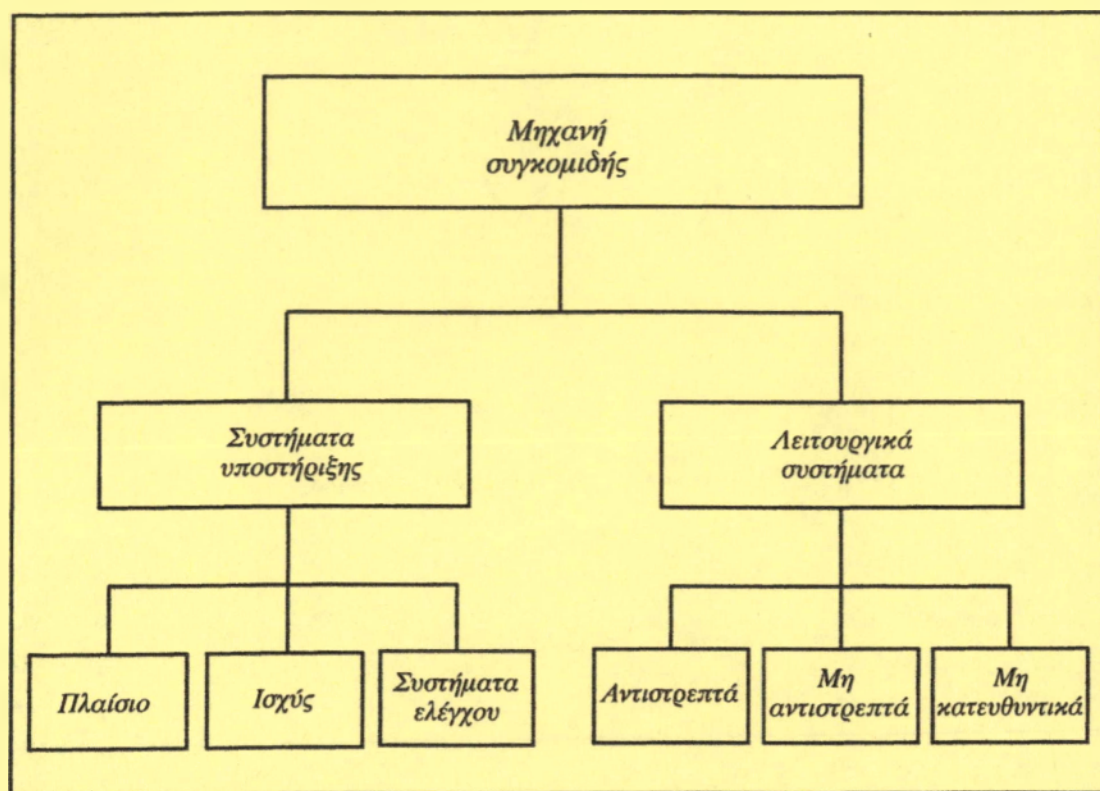 Μηχανή
συγκομιδής
Συστήματα
υποστήριξης
Λειτουργικά
συστήματα
Πλαίσιο
Ισχύς
Συστήματα
ελέγχου
Αντιστρεπτά
Μη
αντιστρεπτά
Μη
κατευθυντικά